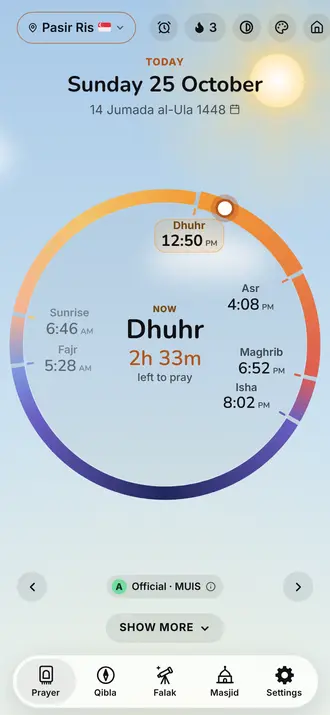 Pasir Ris 🇸🇬
3
TODAY
Sunday 25 October
14 Jumada al-Ula 1448
Dhuhr
12:50 PM
Asr
4:08 PM
Sunrise
6:46 AM
Fajr
5:28 AM
NOW
Dhuhr
2h 33m
left to pray
Maghrib
6:52 PM
Isha
8:02 PM
A Official · MUIS
SHOW MORE
Prayer Qibla Falak Masjid Settings